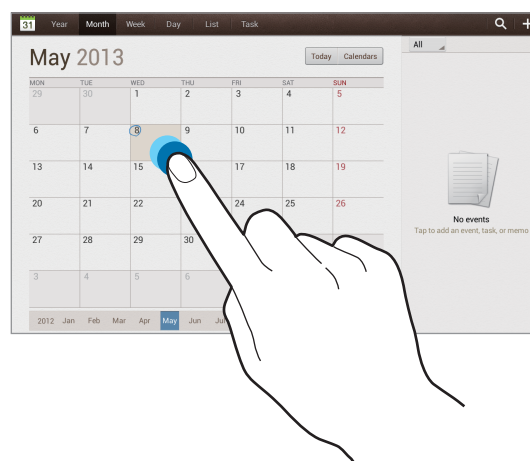 31 Year Month Week Day List Task
All
May 2013
Today Calendars
MON TUE WED THU FRI SAT SUN
29 30 1 2 3 4 5
6 7 8 9 10 11 12
13 14 15 17 18 19
20 21 22 24 25 26
27 28 29 30
3 4 5 6
No events
Tap to add an event, task, or memo
2012 Jan Feb Mar Apr May Jun